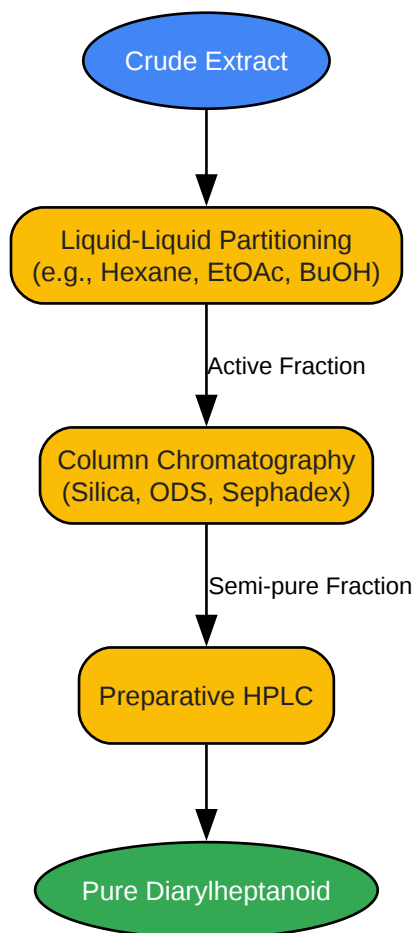 Crude Extract
Liquid-Liquid Partitioning
(e.g., Hexane, EtOAc, BuOH)
Active Fraction
Column Chromatography
(Silica, ODS, Sephadex)
Semi-pure Fraction
Preparative HPLC
Pure Diarylheptanoid